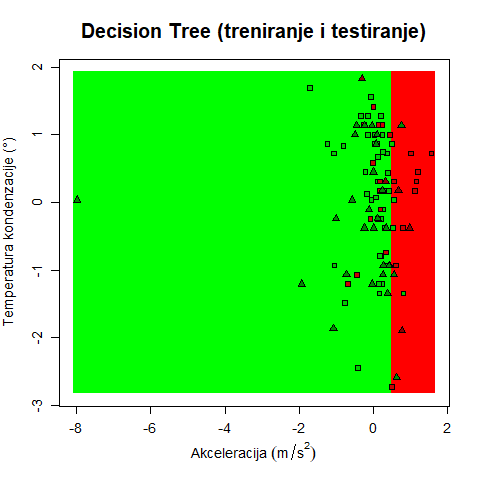 Decision Tree (treniranje i testiranje)
Temperatura kondenzacije (°)
2
1
0
-1
-2
-3
-8 -6 -4 -2 0 2
Akceleracija (m/s²)